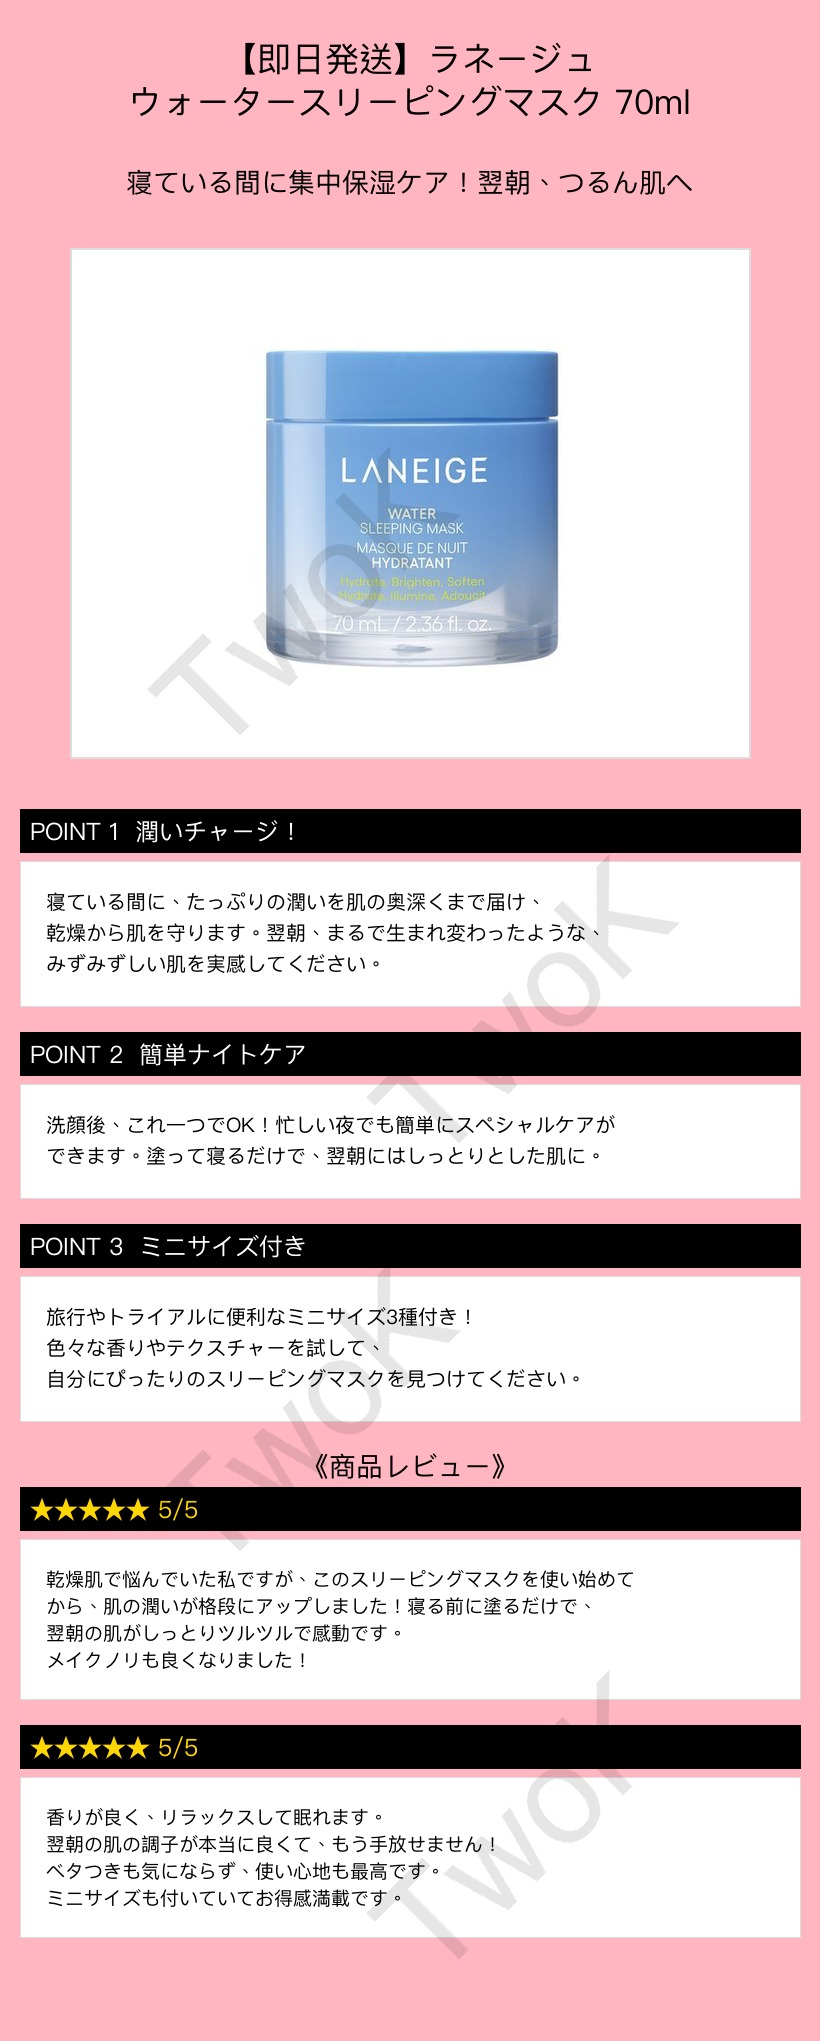 【即日発送】ラネージュ
ウォータースリーピングマスク 70ml
寝ている間に集中保湿ケア！翌朝、つるん肌へ
LANEIGE
WATER
SLEEPING MASK
MASQUE DE NUIT
HYDRATANT
Hydrate, Brighten, Soften
Hydrate, Illumine, Adoucit
70 mL / 2.36 fl. oz.
TwoK
POINT 1 潤いチャージ！
寝ている間に、たっぷりの潤いを肌の奥深くまで届け、
乾燥から肌を守ります。翌朝、まるで生まれ変わったような、
みずみずしい肌を実感してください。
TwoK
POINT 2 簡単ナイトケア
洗顔後、これ一つでOK！忙しい夜でも簡単にスペシャルケアが
できます。塗って寝るだけで、翌朝にはしっとりとした肌に。
POINT 3 ミニサイズ付き
旅行やトライアルに便利なミニサイズ3種付き！
色々な香りやテクスチャーを試して、
自分にぴったりのスリーピングマスクを見つけてください。
TwoK
《商品レビュー》
★★★★★ 5/5
乾燥肌で悩んでいた私ですが、このスリーピングマスクを使い始めて
から、肌の潤いが格段にアップしました！寝る前に塗るだけで、
翌朝の肌がしっとりツルツルで感動です。
メイクノリも良くなりました！
★★★★★ 5/5
香りが良く、リラックスして眠れます。
翌朝の肌の調子が本当に良くて、もう手放せません！
ベタつきも気にならず、使い心地も最高です。
ミニサイズも付いていてお得感満載です。
TwoK